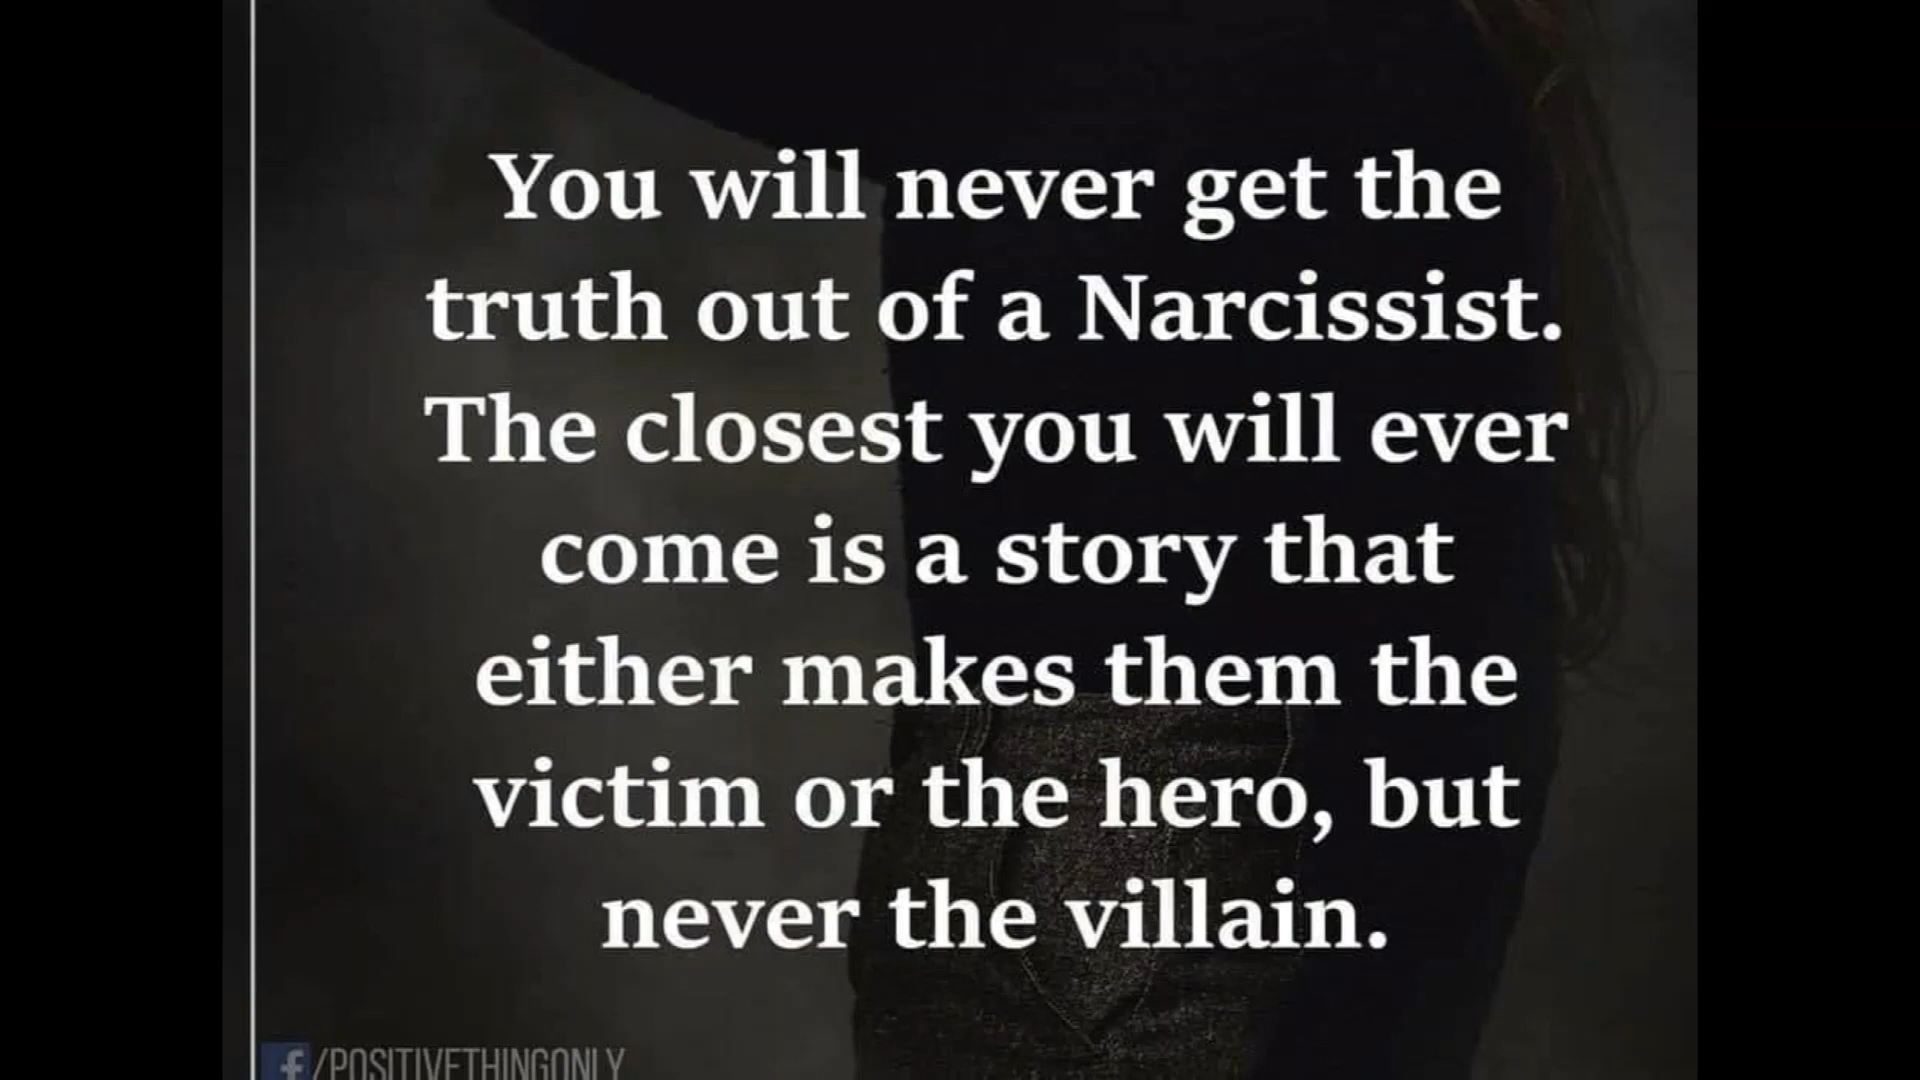 You will never get the
truth out of a Narcissist.
The closest you will ever
come is a story that
either makes them the
victim or the hero, but
never the villain.
f/POSITIVETHINGONLY